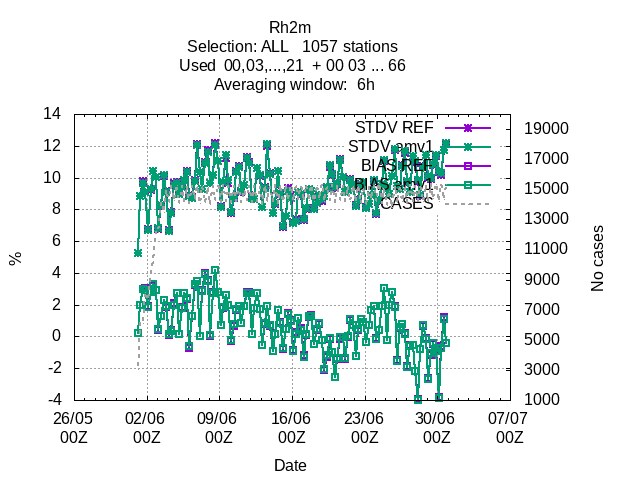 Rh2m
Selection: ALL   1057 stations
Used  00,03,...,21  + 00 03 ... 66
Averaging window:  6h
STDV REF
STDV amv1
BIAS REF
BIAS amv1
CASES
14
12
10
8
6
4
2
0
-2
-4
%
19000
17000
15000
13000
11000
9000
7000
5000
3000
1000
No cases
26/05 02/06 09/06 16/06 23/06 30/06 07/07
00Z 00Z 00Z 00Z 00Z 00Z 00Z
Date